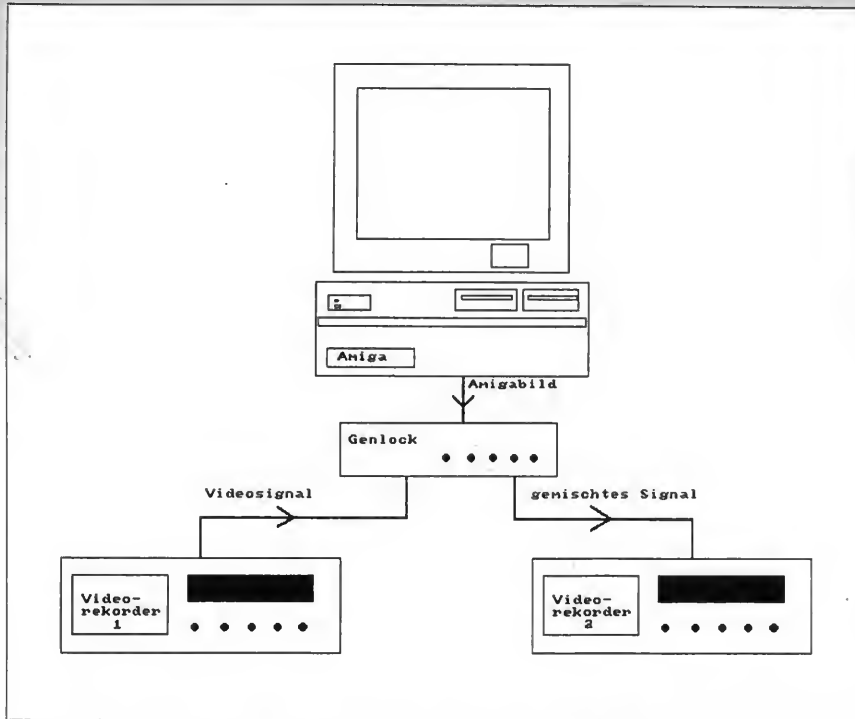 Amiga
Amigabild
Genlock
Videosignal
gemischtes Signal
Video-
rekorder
1
Video-
rekorder
2